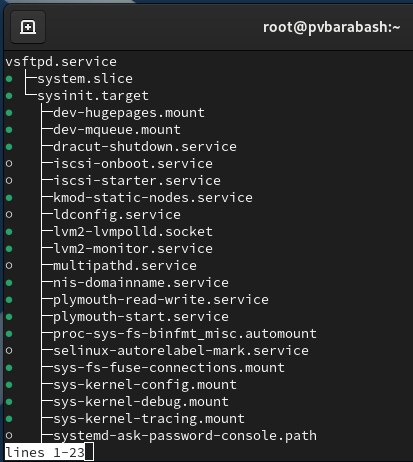 root@pvbarabash:~
vsftpd.service
● ├─system.slice
● └─sysinit.target
●   ├─dev-hugepages.mount
●   ├─dev-mqueue.mount
●   ├─dracut-shutdown.service
○   ├─iscsi-onboot.service
○   ├─iscsi-starter.service
●   ├─kmod-static-nodes.service
○   ├─ldconfig.service
●   ├─lvm2-lvmpolld.socket
●   ├─lvm2-monitor.service
○   ├─multipathd.service
●   ├─nis-domainname.service
●   ├─plymouth-read-write.service
●   ├─plymouth-start.service
●   ├─proc-sys-fs-binfmt_misc.automount
○   ├─selinux-autorelabel-mark.service
●   ├─sys-fs-fuse-connections.mount
●   ├─sys-kernel-config.mount
●   ├─sys-kernel-debug.mount
●   ├─sys-kernel-tracing.mount
○   ├─systemd-ask-password-console.path
lines 1-23